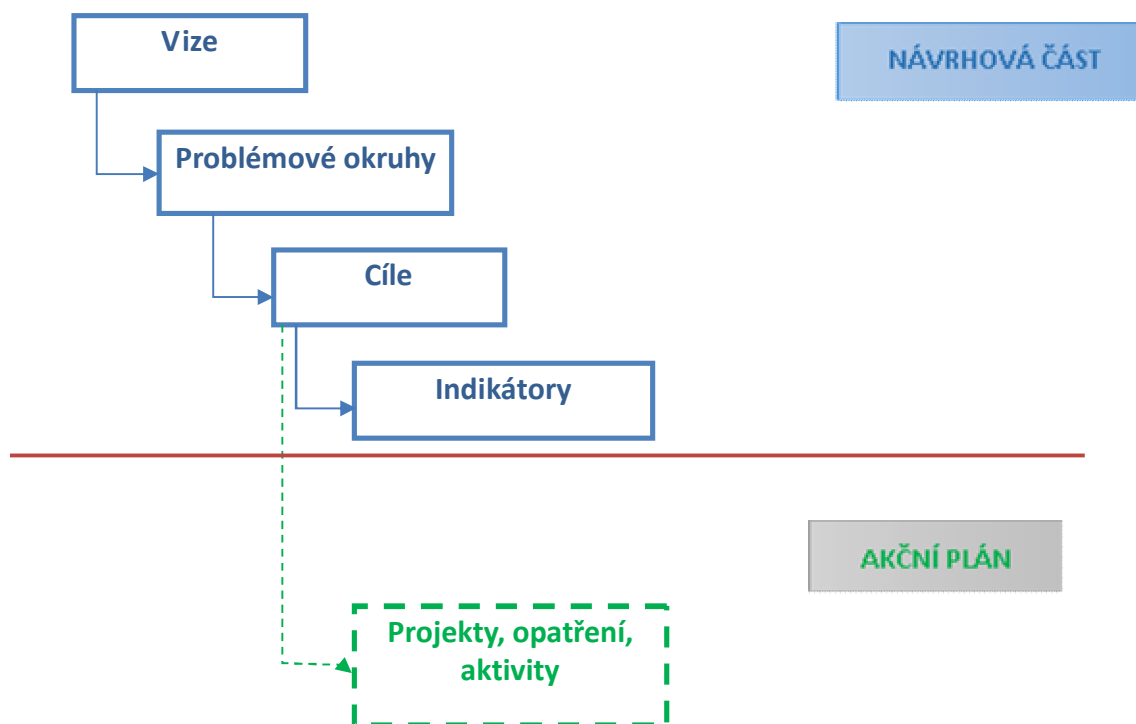 Vize
NÁVRHOVÁ ČÁST
Problémové okruhy
Cíle
Indikátory
AKČNÍ PLÁN
Projekty, opatření,
aktivity